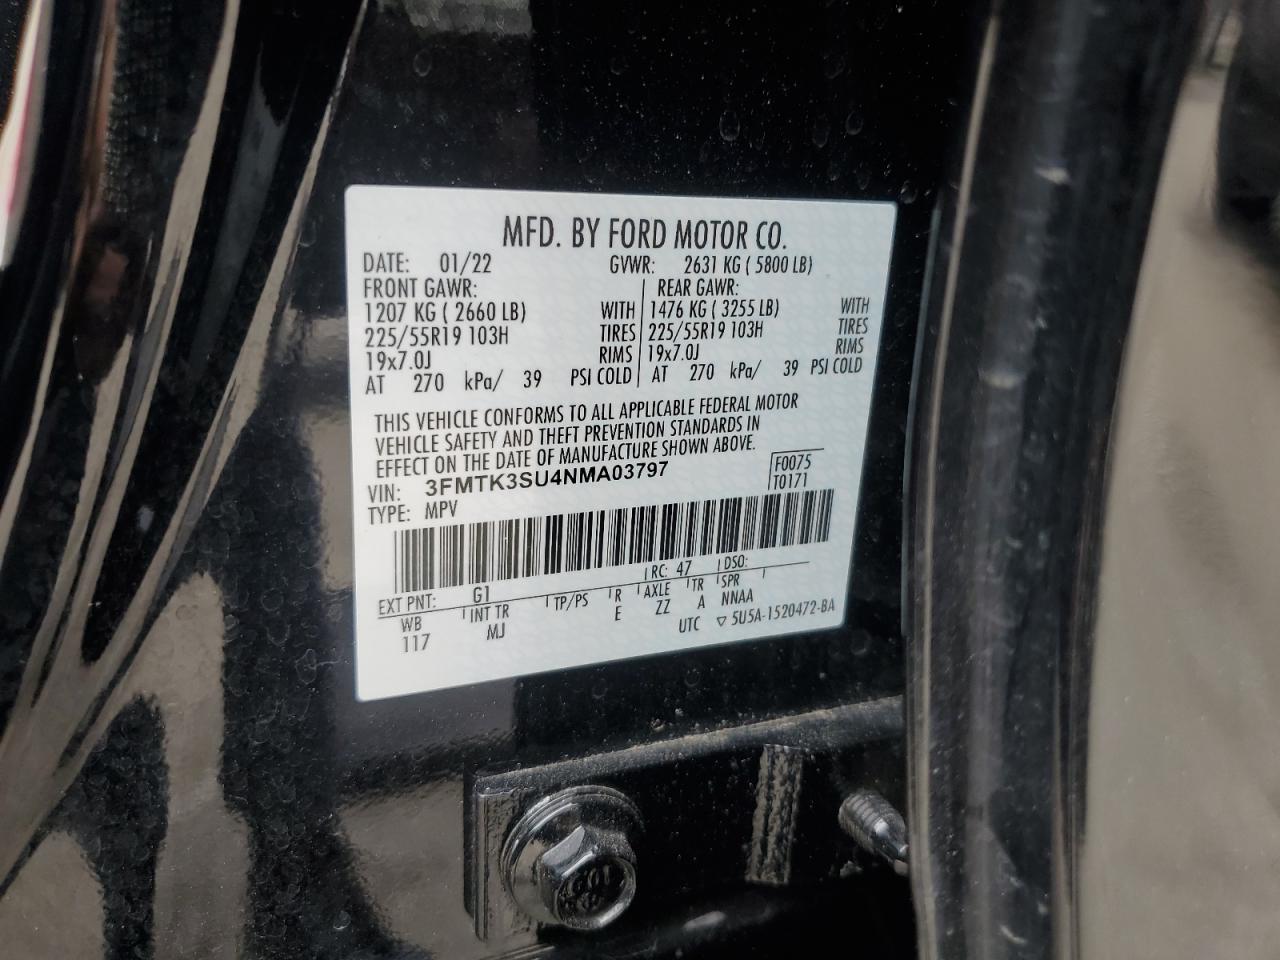 MFD. BY FORD MOTOR CO.
DATE: 01/22 GVWR: 2631 KG ( 5800 LB)
FRONT GAWR: REAR GAWR:
1207 KG ( 2660 LB) WITH 1476 KG ( 3255 LB) WITH
225/55R19 103H TIRES 225/55R19 103H TIRES
19x7.0J RIMS 19x7.0J RIMS
AT 270 kPa/ 39 PSI COLD AT 270 kPa/ 39 PSI COLD
THIS VEHICLE CONFORMS TO ALL APPLICABLE FEDERAL MOTOR
VEHICLE SAFETY AND THEFT PREVENTION STANDARDS IN
EFFECT ON THE DATE OF MANUFACTURE SHOWN ABOVE.
VIN: 3FMTK3SU4NMA03797 F0075
TYPE: MPV T0171
EXT PNT: G1 RC: 47 DSO:
WB INT TR TP/PS R AXLE TR SPR
117 MJ E ZZ A NNAA
UTC ▽ 5U5A-1520472-BA